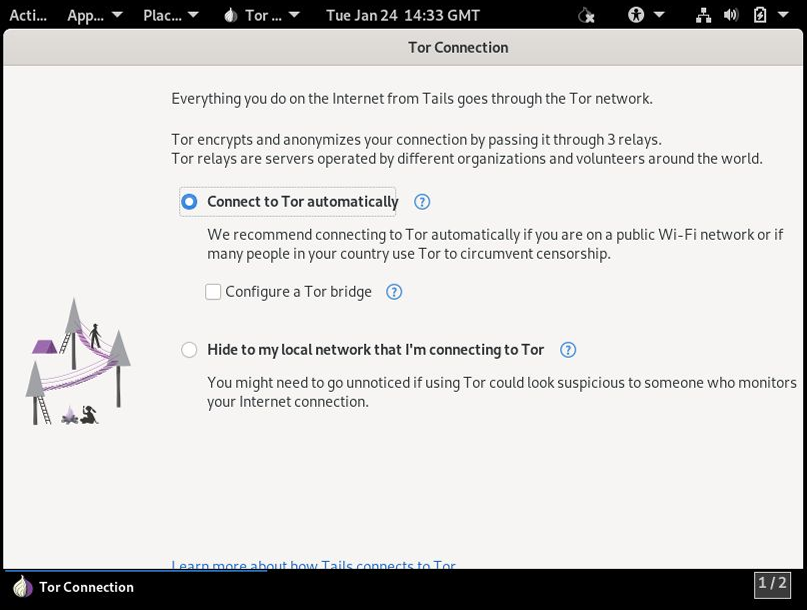 Acti... App... Plac... Tor ... Tue Jan 24 14:33 GMT
Tor Connection
Everything you do on the Internet from Tails goes through the Tor network.
Tor encrypts and anonymizes your connection by passing it through 3 relays.
Tor relays are servers operated by different organizations and volunteers around the world.
Connect to Tor automatically ?
We recommend connecting to Tor automatically if you are on a public Wi-Fi network or if
many people in your country use Tor to circumvent censorship.
Configure a Tor bridge ?
Hide to my local network that I'm connecting to Tor ?
You might need to go unnoticed if using Tor could look suspicious to someone who monitors
your Internet connection.
Learn more about how Tails connects to Tor
Tor Connection 1 / 2